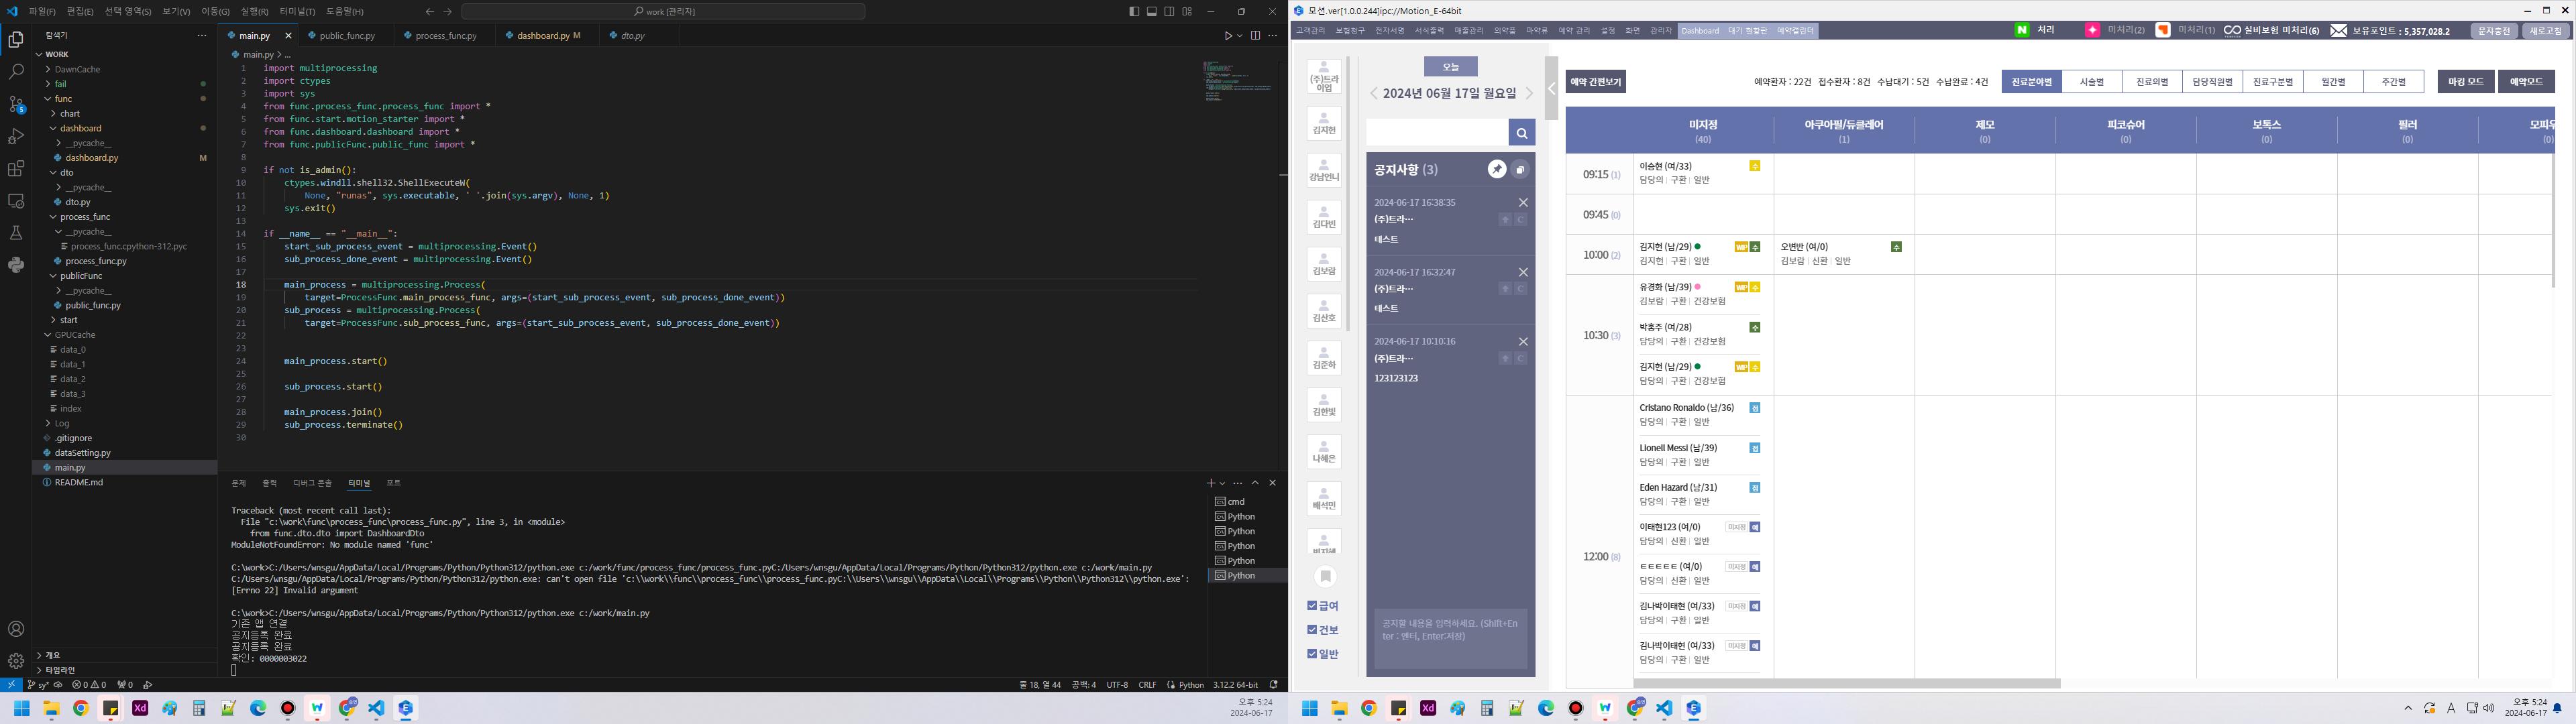 파일(F) 편집(E) 선택 영역(S) 보기(V) 이동(G) 실행(R) 터미널(T) 도움말(H)
work [관리자]
탐색기
WORK
DawnCache
fail
func
chart
dashboard
__pycache__
dashboard.py M
dto
__pycache__
dto.py
process_func
__pycache__
process_func.cpython-312.pyc
process_func.py
publicFunc
__pycache__
public_func.py
start
GPUCache
data_0
data_1
data_2
data_3
index
Log
.gitignore
dataSetting.py
main.py
README.md
개요
타임라인
main.py public_func.py process_func.py dashboard.py M dto.py
main.py > ...
1 import multiprocessing
2 import ctypes
3 import sys
4 from func.process_func.process_func import *
5 from func.start.motion_starter import *
6 from func.dashboard.dashboard import *
7 from func.publicFunc.public_func import *
8
9 if not is_admin():
10 ctypes.windll.shell32.ShellExecuteW(
11 None, "runas", sys.executable, ' '.join(sys.argv), None, 1)
12 sys.exit()
13
14 if __name__ == "__main__":
15 start_sub_process_event = multiprocessing.Event()
16 sub_process_done_event = multiprocessing.Event()
17
18 main_process = multiprocessing.Process(
19 target=ProcessFunc.main_process_func, args=(start_sub_process_event, sub_process_done_event))
20 sub_process = multiprocessing.Process(
21 target=ProcessFunc.sub_process_func, args=(start_sub_process_event, sub_process_done_event))
22
23
24 main_process.start()
25
26 sub_process.start()
27
28 main_process.join()
29 sub_process.terminate()
30
문제 출력 디버그 콘솔 터미널 포트
Traceback (most recent call last):
File "c:\work\func\process_func\process_func.py", line 3, in <module>
from func.dto.dto import DashboardDto
ModuleNotFoundError: No module named 'func'
C:\work>C:/Users/wnsgu/AppData/Local/Programs/Python/Python312/python.exe c:/work/func/process_func/process_func.pyC:/Users/wnsgu/AppData/Local/Programs/Python/Python312/python.exe c:/work/main.py
C:/Users/wnsgu/AppData/Local/Programs/Python/Python312/python.exe: can't open file 'c:\\work\\func\\process_func\\process_func.pyC:\\Users\\wnsgu\\AppData\\Local\\Programs\\Python\\Python312\\python.exe':
[Errno 22] Invalid argument
C:\work>C:/Users/wnsgu/AppData/Local/Programs/Python/Python312/python.exe c:/work/main.py
기존 앱 연결
공지등록 완료
공지등록 완료
확인: 0000003022
cmd
Python
Python
Python
Python
Python
sy* 0 0 0
줄 18, 열 44 공백: 4 UTF-8 CRLF Python 3.12.2 64-bit
오후 5:24
2024-06-17
모션.ver[1.0.0.244]ipc://Motion_E-64bit
고객관리 보험청구 전자서명 서식출력 매출관리 의약품 마약류 예약 관리 설정 화면 관리자 Dashboard 대기 현황판 예약캘린더
처리 미처리(2) 미처리(1) 실비보험 미처리(6) 보유포인트 : 5,357,028.2 문자충전 새로고침
(주)트라이업
김지헌
강남언니
김다빈
김보람
김산호
김준하
김한빛
나혜은
배석민
급여
건보
일반
오늘
2024년 06월 17일 월요일
공지사항 (3)
2024-06-17 16:38:35
(주)트라…
테스트
2024-06-17 16:32:47
(주)트라…
테스트
2024-06-17 10:10:16
(주)트라…
123123123
공지할 내용을 입력하세요. (Shift+Enter : 엔터, Enter:저장)
예약 간편보기
예약환자 : 22건 접수환자 : 8건 수납대기 : 5건 수납완료 : 4건
진료분야별 시술별 진료의별 담당직원별 진료구분별 월간별 주간별
마킹 모드 예약모드
미지정 아쿠아필/듀클레어 제모 피코슈어 보톡스 필러
(40) (1) (0) (0) (0) (0) (0)
09:15 (1)
이승현 (여/33) 수
담당의 | 구환 | 일반
09:45 (0)
10:00 (2)
김지헌 (남/29) WP 수
김지헌 | 구환 | 일반
오변반 (여/0) 수
김보람 | 신환 | 일반
10:30 (3)
유경화 (남/39) WP 수
김보람 | 구환 | 건강보험
박홍주 (여/28) 수
담당의 | 구환 | 건강보험
김지헌 (남/29) WP 수
담당의 | 구환 | 건강보험
12:00 (8)
Cristano Ronaldo (남/36) 접
담당의 | 구환 | 일반
Lionell Messi (남/39) 접
담당의 | 구환 | 일반
Eden Hazard (남/31) 접
담당의 | 구환 | 일반
이태현123 (여/0) 미지정 예
담당의 | 신환 | 일반
ㅌㅌㅌㅌㅌ (여/0) 미지정 예
담당의 | 신환 | 일반
김나박이태현 (여/33) 미지정 예
담당의 | 구환 | 일반
김나박이태현 (여/33) 미지정 예
담당의 | 구환 | 일반
오후 5:24
2024-06-17